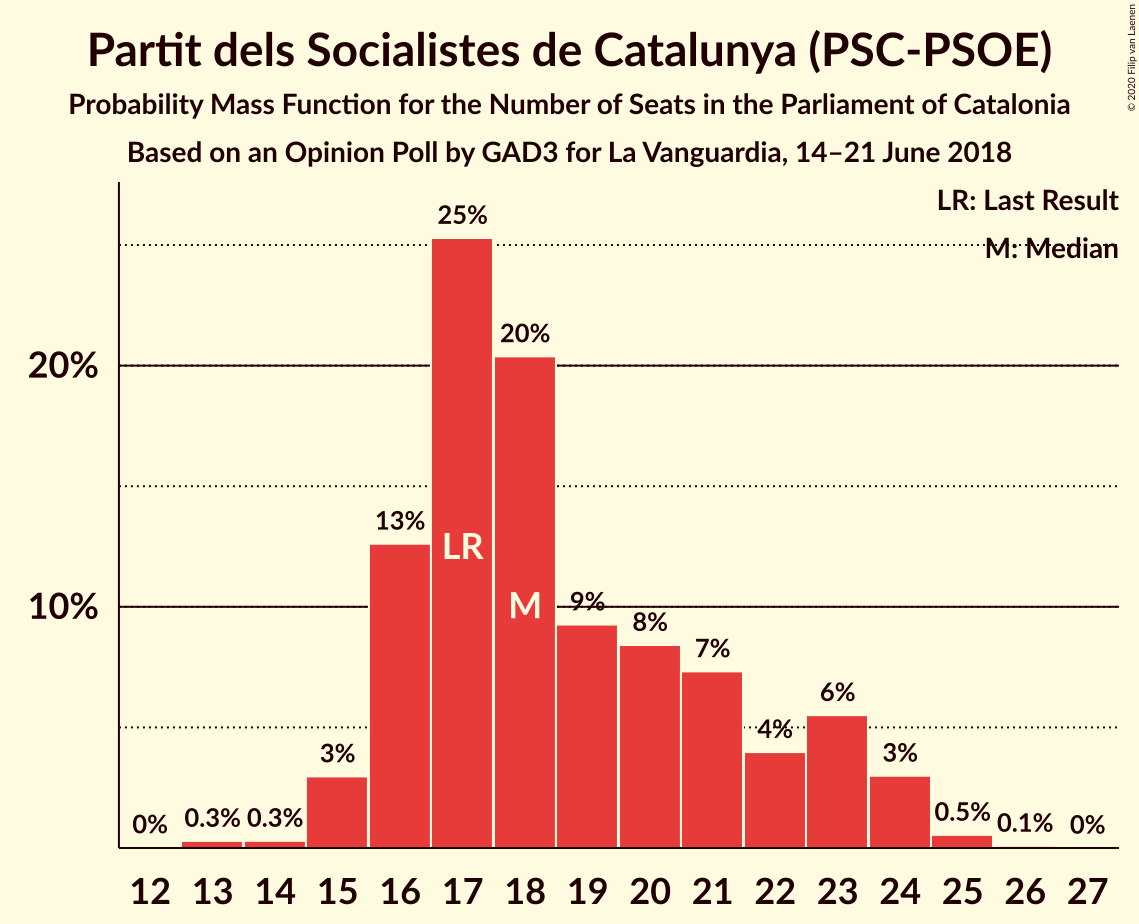 Partit dels Socialistes de Catalunya (PSC-PSOE)
Probability Mass Function for the Number of Seats in the Parliament of Catalonia
Based on an Opinion Poll by GAD3 for La Vanguardia, 14–21 June 2018
© 2020 Filip van Laenen
LR: Last Result
M: Median
20%
10%
0%
0.3%
0.3%
3%
13%
25%
20%
9%
8%
7%
4%
6%
3%
0.5%
0.1%
0%
LR
M
12 13 14 15 16 17 18 19 20 21 22 23 24 25 26 27